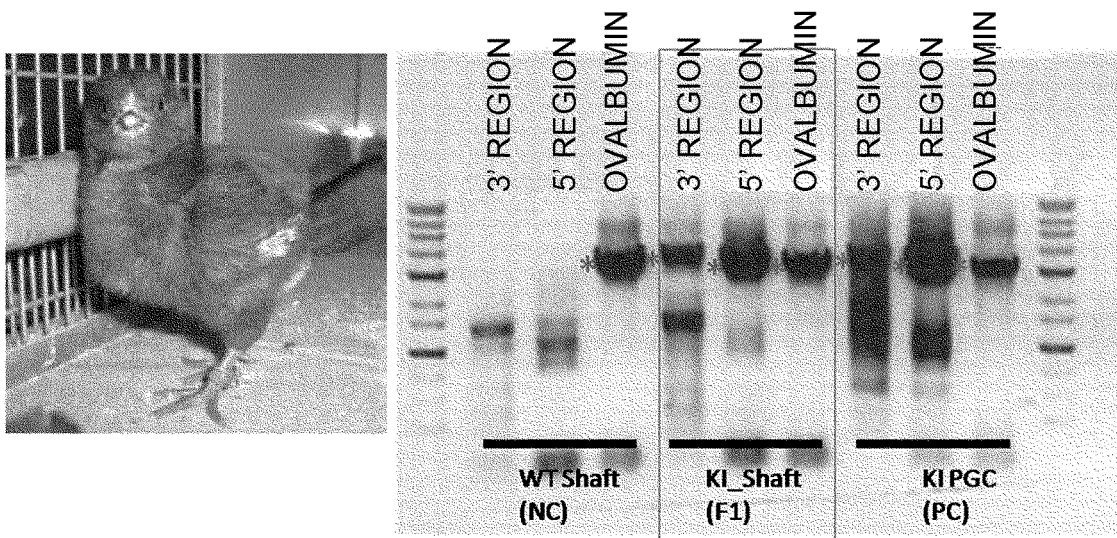 3' REGION
5' REGION
OVALBUMIN
3' REGION
5' REGION
OVALBUMIN
3' REGION
5' REGION
OVALBUMIN
*
*
*
*
*
*
*
WT Shaft
(NC)
KI_Shaft
(F1)
KI PGC
(PC)